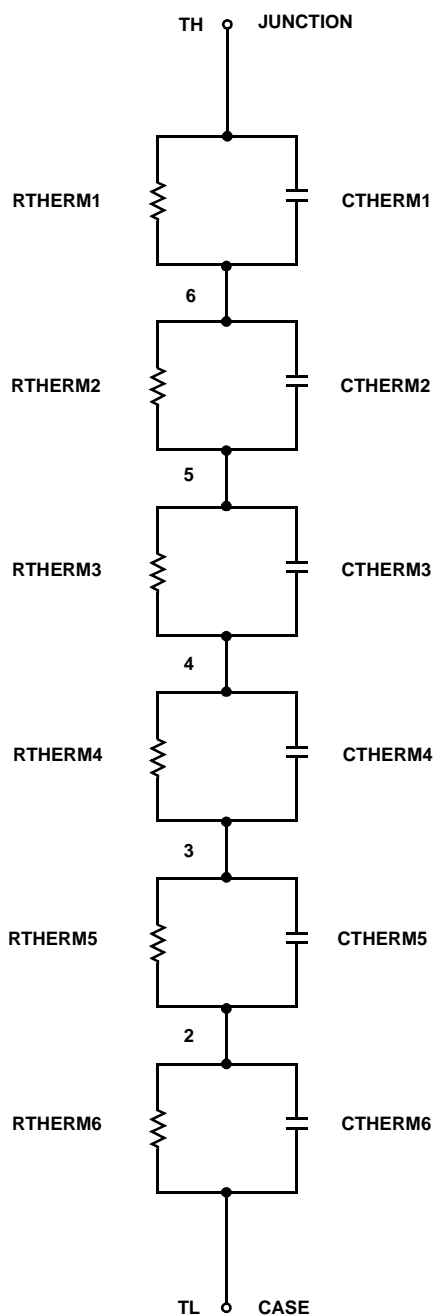 TH JUNCTION
RTHERM1 CTHERM1
6
RTHERM2 CTHERM2
5
RTHERM3 CTHERM3
4
RTHERM4 CTHERM4
3
RTHERM5 CTHERM5
2
RTHERM6 CTHERM6
TL CASE